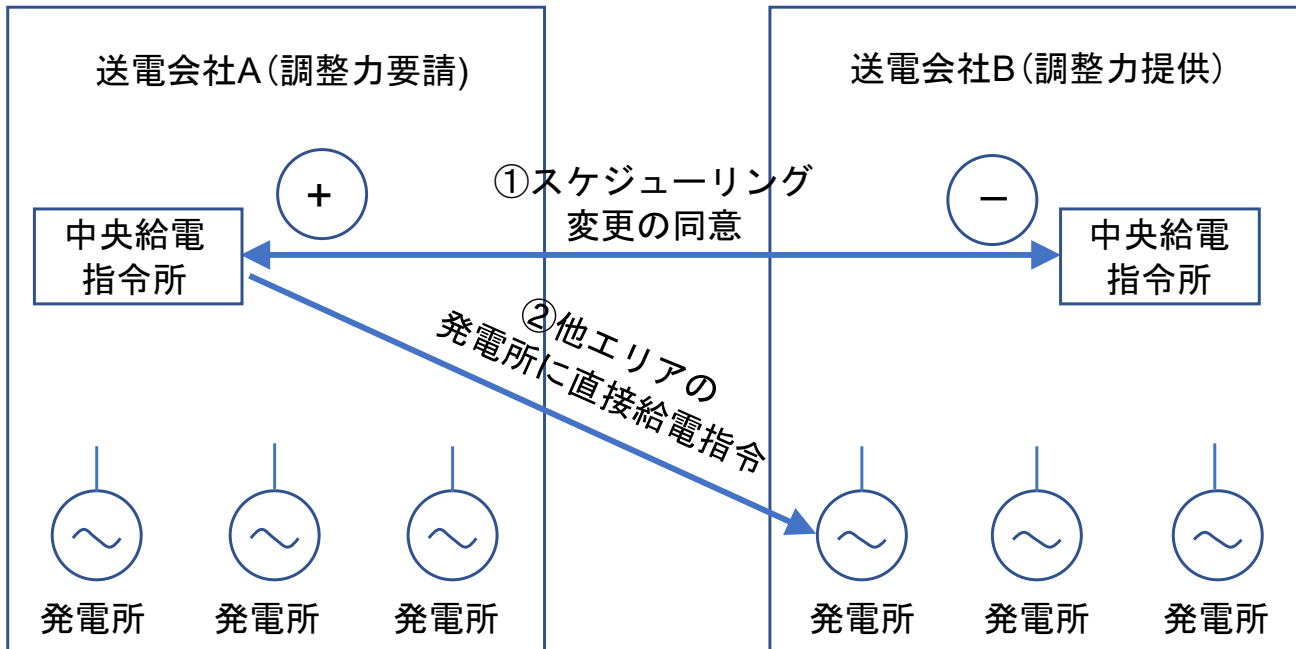 送電会社A(調整力要請)
送電会社B(調整力提供)
+
①スケジューリング
変更の同意
−
中央給電
指令所
中央給電
指令所
②他エリアの
発電所に直接給電指令
発電所
発電所
発電所
発電所
発電所
発電所